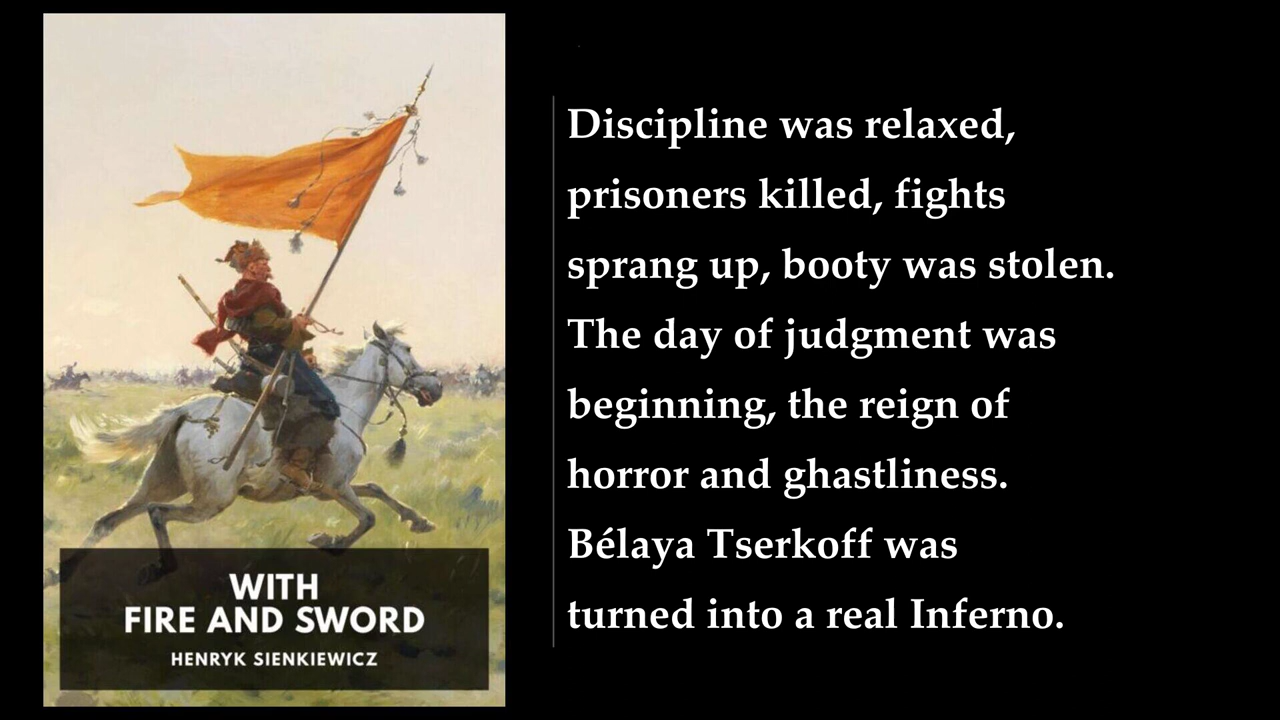 WITH
FIRE AND SWORD
HENRYK SIENKIEWICZ
Discipline was relaxed,
prisoners killed, fights
sprang up, booty was stolen.
The day of judgment was
beginning, the reign of
horror and ghastliness.
Bélaya Tserkoff was
turned into a real Inferno.